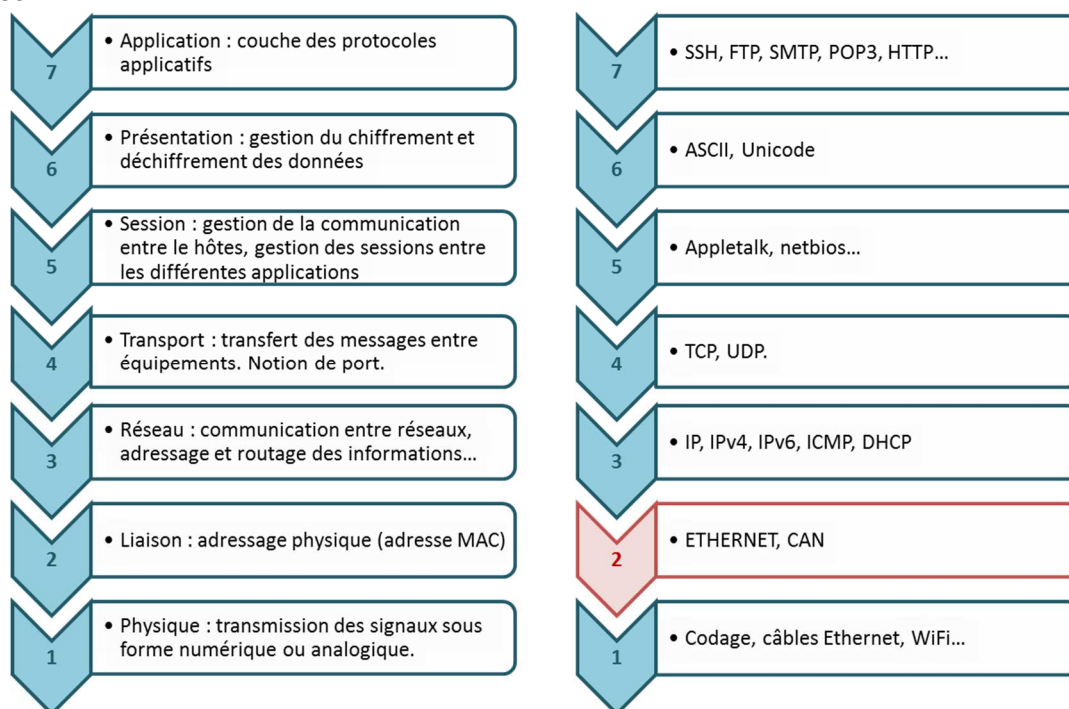 7
• Application : couche des protocoles
applicatifs
6
• Présentation : gestion du chiffrement et
déchiffrement des données
5
• Session : gestion de la communication
entre le hôtes, gestion des sessions entre
les différentes applications
4
• Transport : transfert des messages entre
équipements. Notion de port.
3
• Réseau : communication entre réseaux,
adressage et routage des informations...
2
• Liaison : adressage physique (adresse MAC)
1
• Physique : transmission des signaux sous
forme numérique ou analogique.
7
• SSH, FTP, SMTP, POP3, HTTP...
6
• ASCII, Unicode
5
• Appletalk, netbios...
4
• TCP, UDP.
3
• IP, IPv4, IPv6, ICMP, DHCP
2
• ETHERNET, CAN
1
• Codage, câbles Ethernet, WiFi...